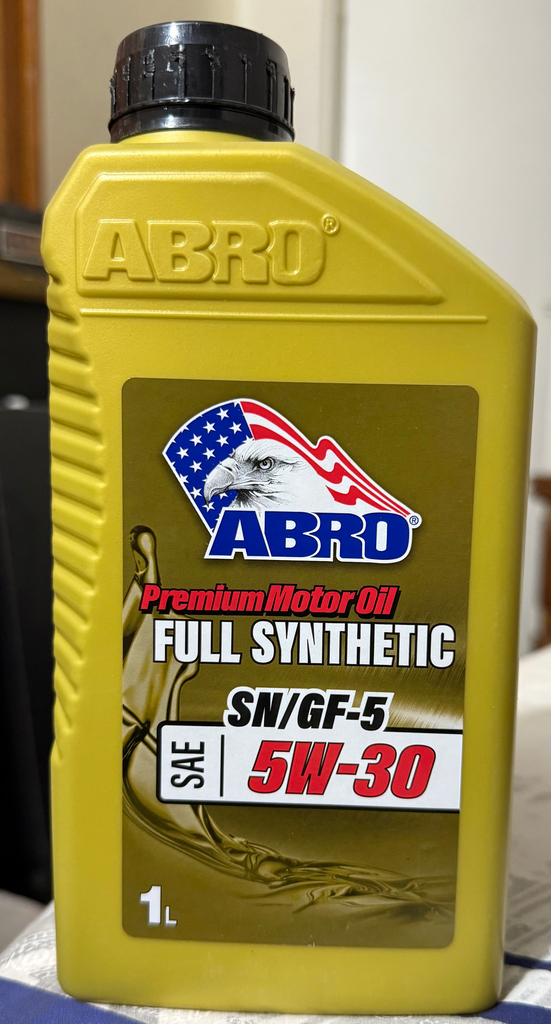 ABRO®
ABRO®
Premium Motor Oil
FULL SYNTHETIC
SN/GF-5
SAE 5W-30
1L